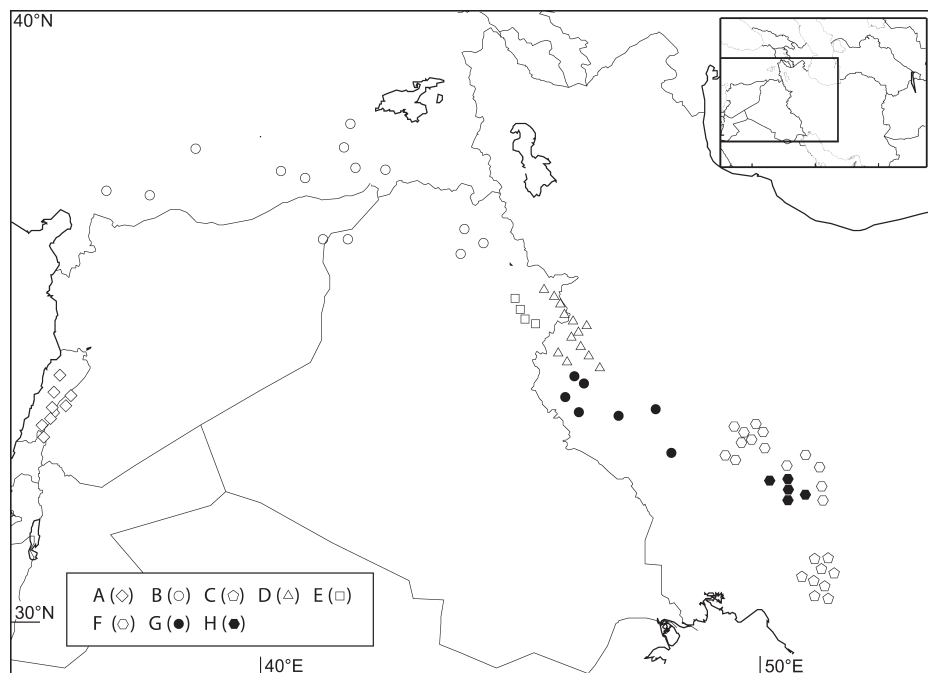 40°N
A (◇) B (○) C (⬠) D (△) E (□)
F (⬡) G (●) H (⬢)
30°N
40°E
50°E